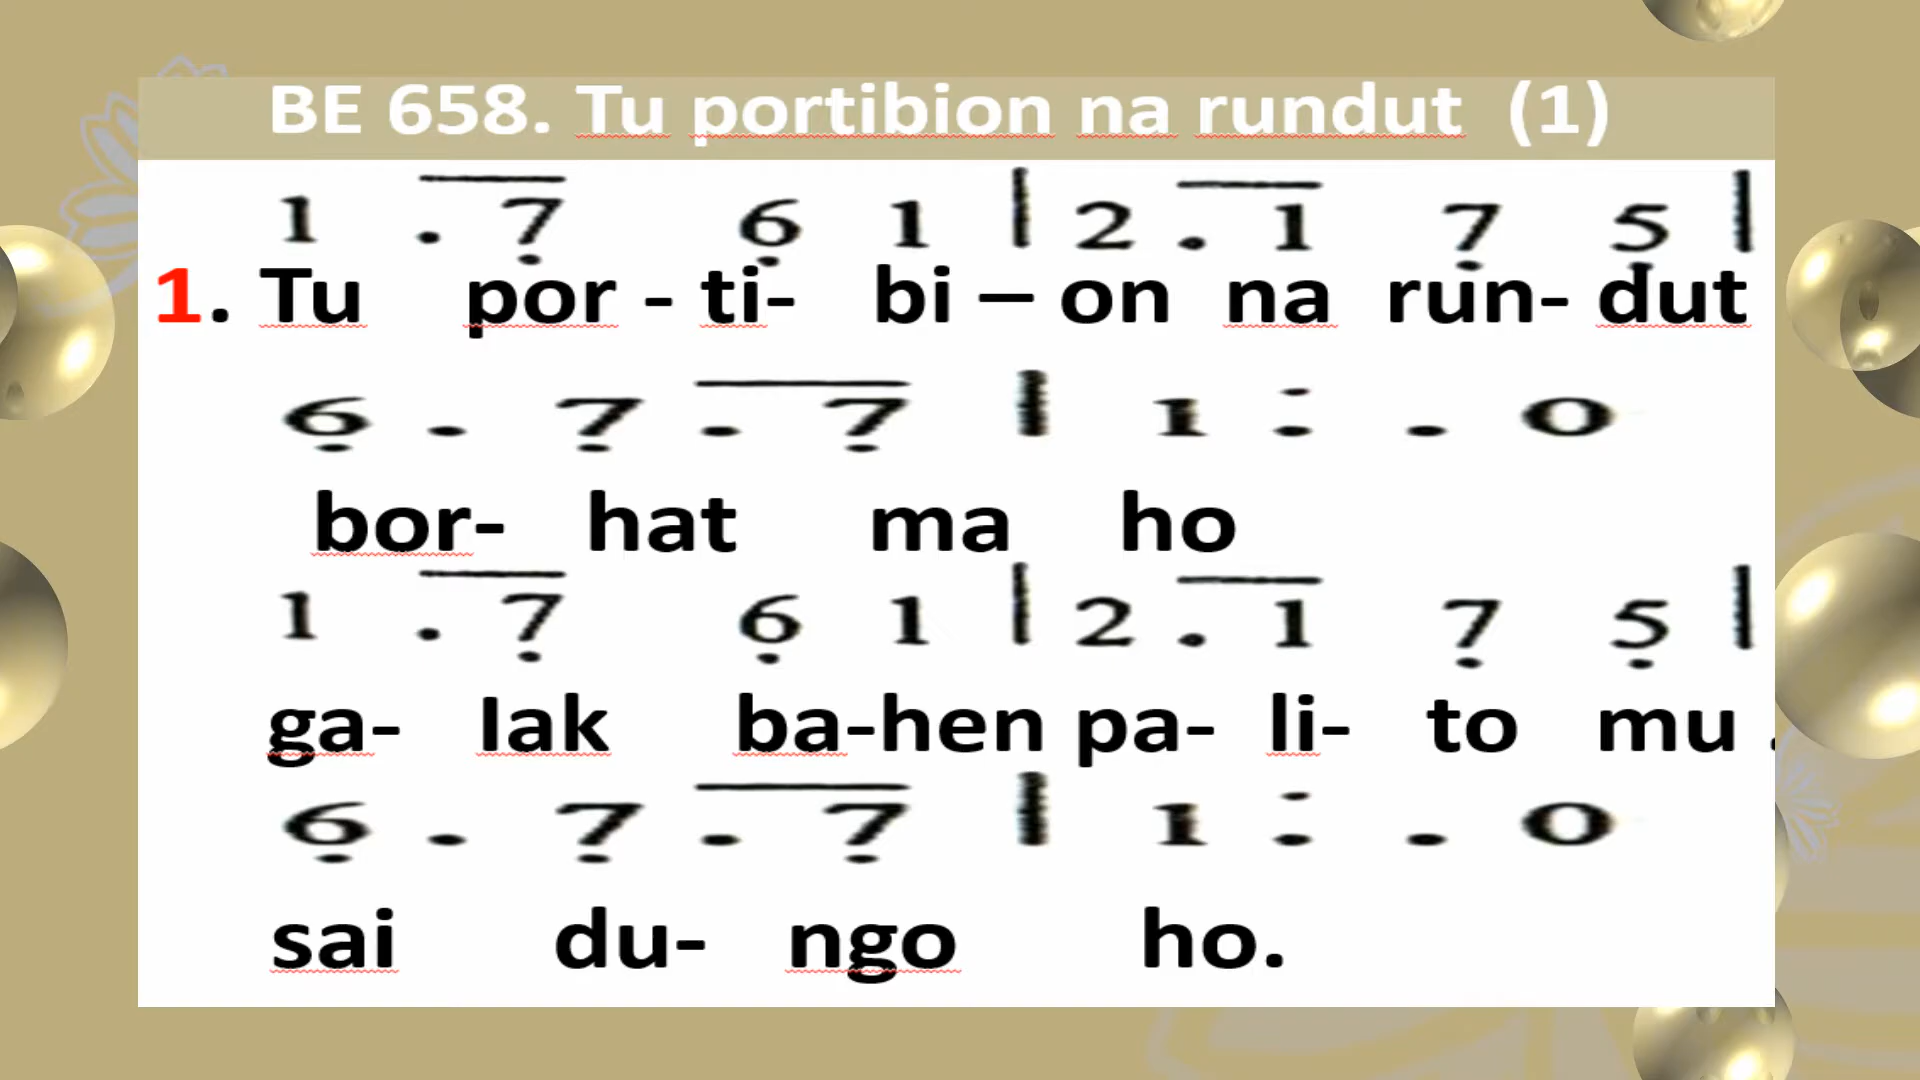 BE 658. Tu portibion na rundut (1)
1 . 7̣ 6̣ 1 | 2 . 1 7̣ 5̣ |
1. Tu por - ti- bi – on na run- dut
6̣ . 7̣ . 7̣ | 1 : . 0
bor- hat ma ho
1 . 7̣ 6̣ 1 | 2 . 1 7̣ 5̣ |
ga- lak ba-hen pa- li- to mu .
6̣ . 7̣ . 7̣ | 1 : . 0
sai du- ngo ho.